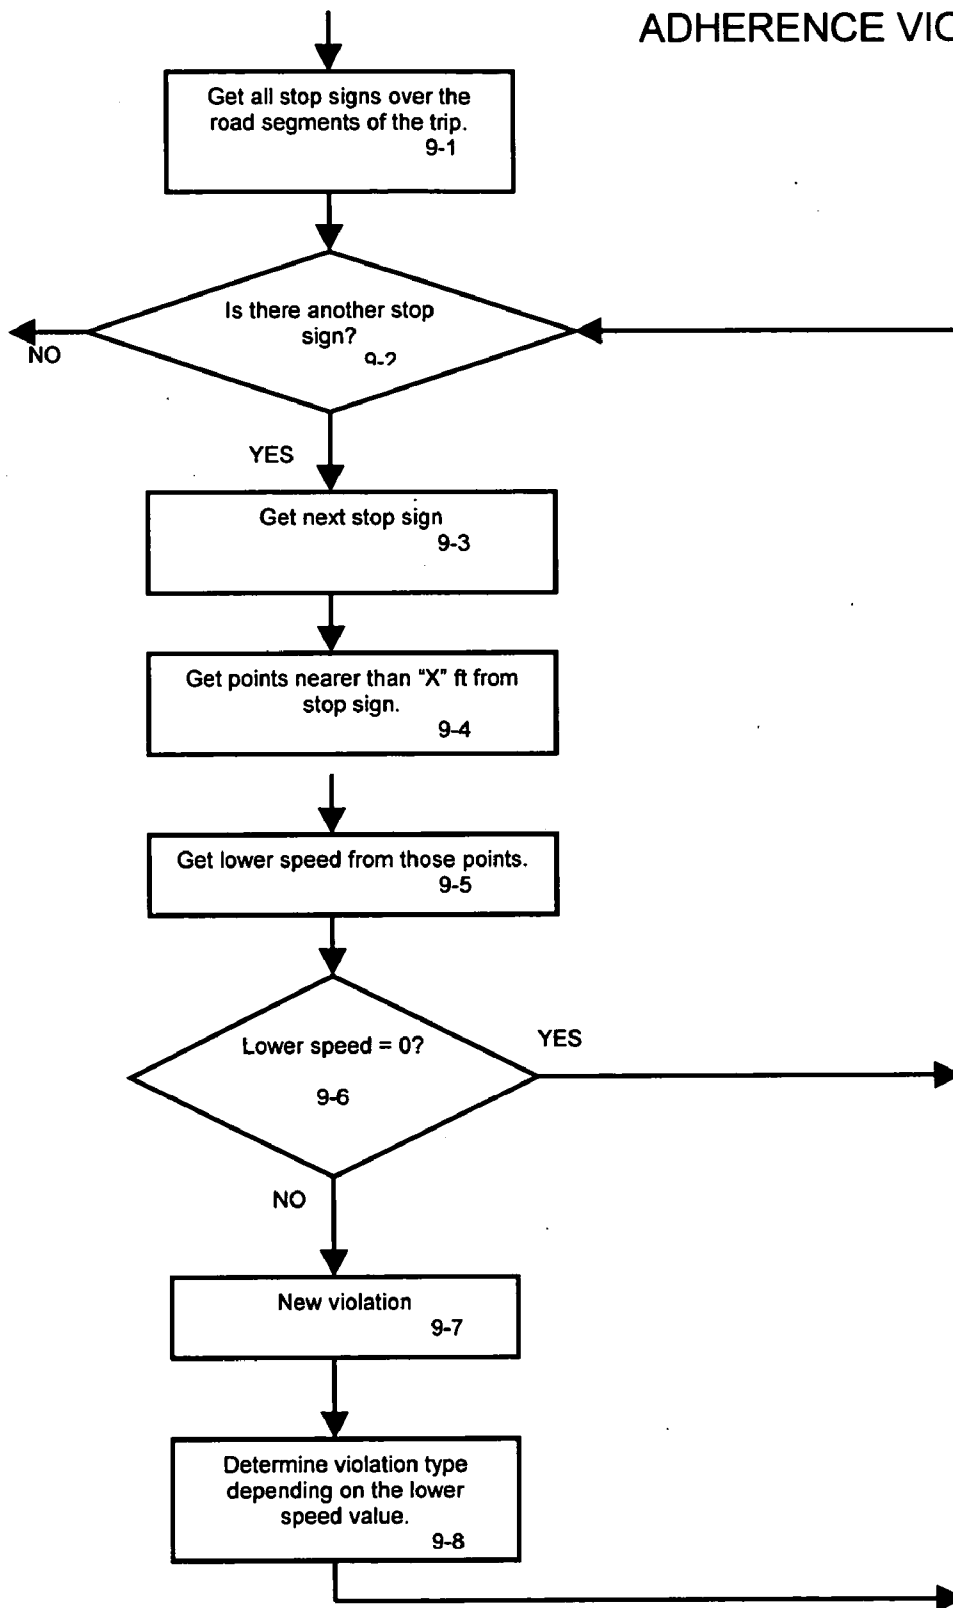 ADHERENCE VIO
Get all stop signs over the
road segments of the trip.
9-1
Is there another stop
sign?
9-2
NO
YES
Get next stop sign
9-3
Get points nearer than "X" ft from
stop sign.
9-4
Get lower speed from those points.
9-5
Lower speed = 0?
9-6
YES
NO
New violation
9-7
Determine violation type
depending on the lower
speed value.
9-8